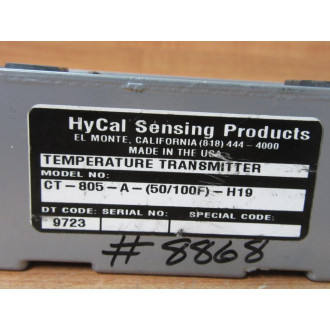 HyCal Sensing Products
EL MONTE, CALIFORNIA (818) 444-4000
MADE IN THE USA
TEMPERATURE TRANSMITTER
MODEL NO:
CT-805-A-(50/100F)-H19
DT CODE: SERIAL NO: SPECIAL CODE:
9723
#8868